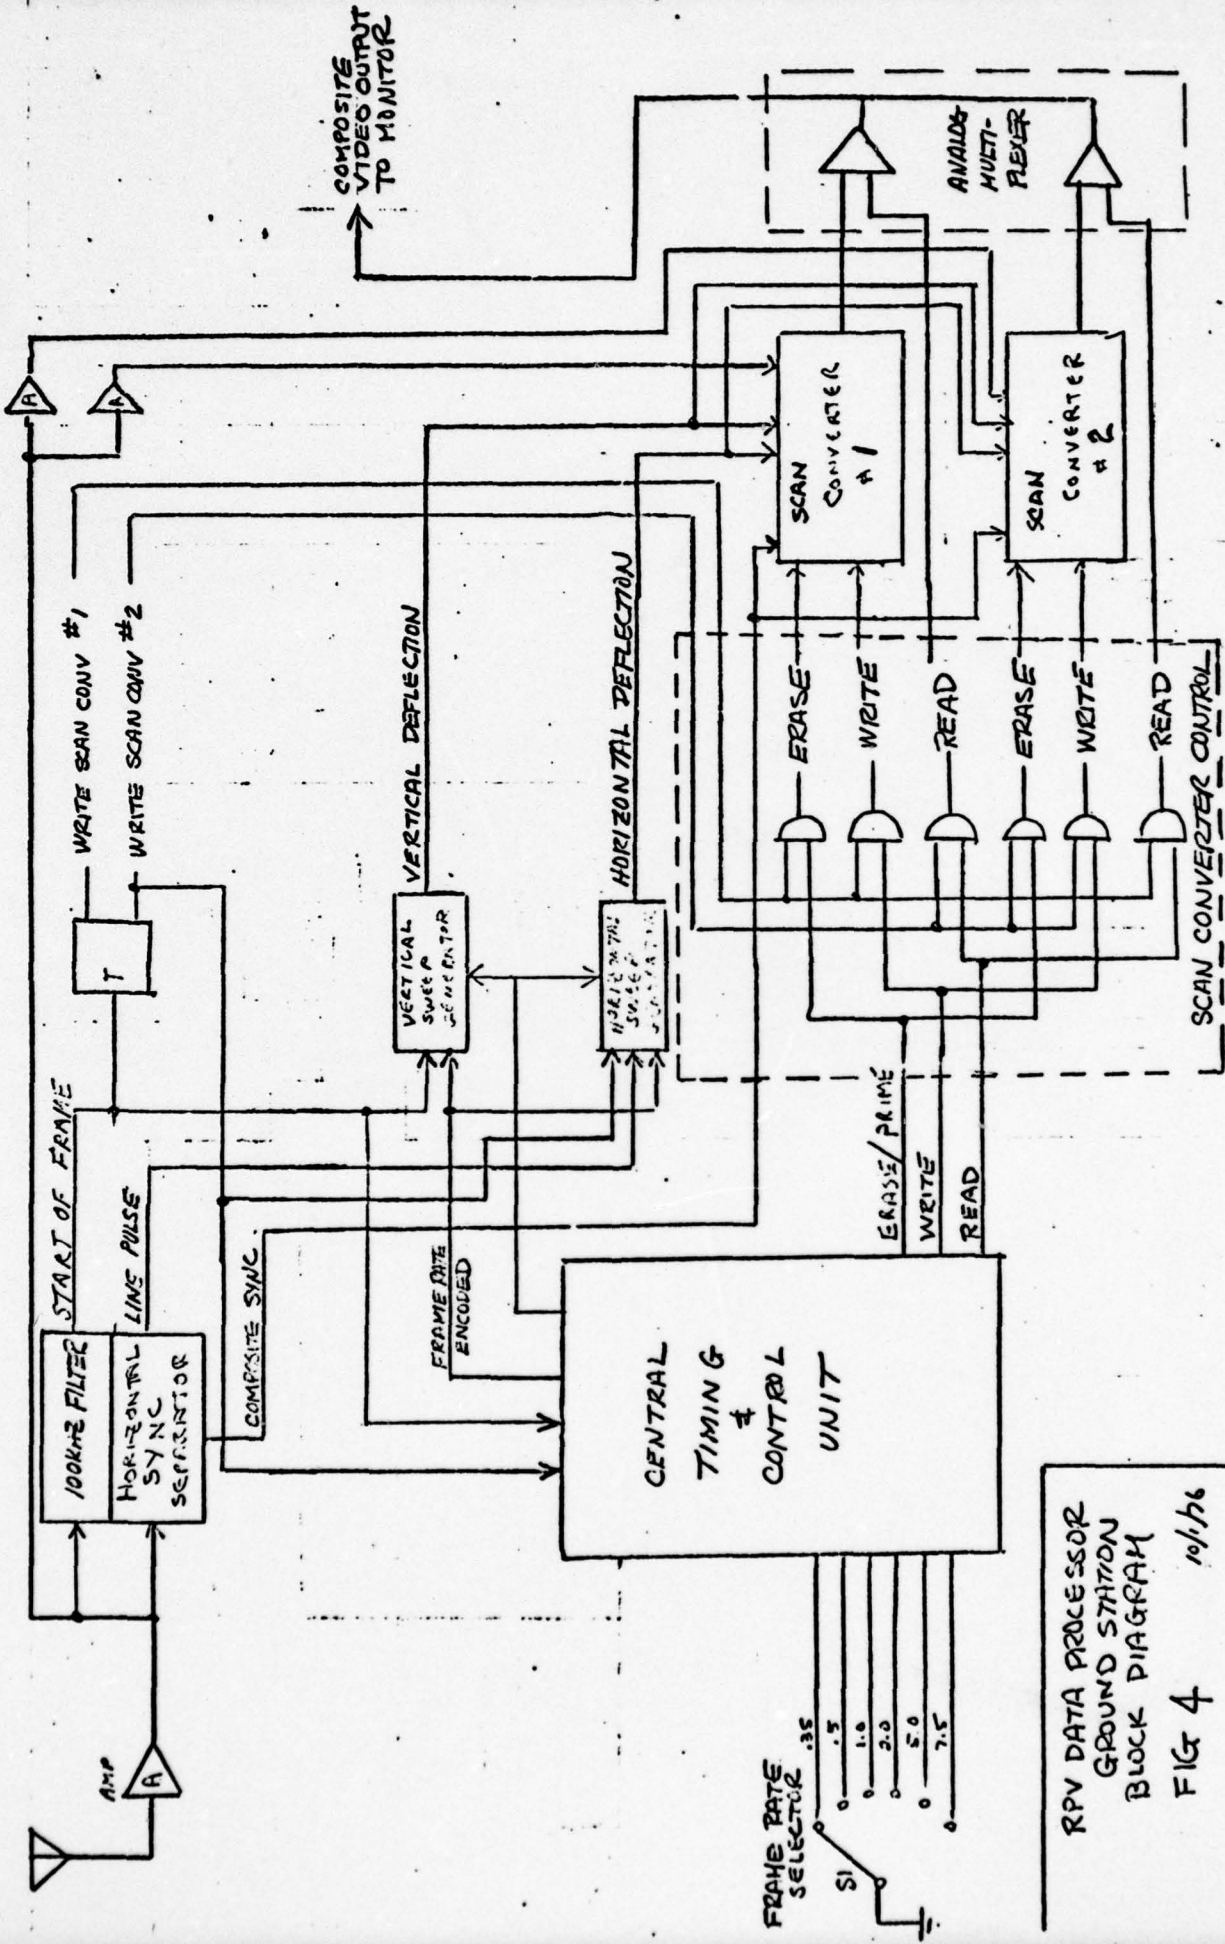 COMPOSITE
VIDEO OUTPUT
TO MONITOR
A
A
WRITE SCAN CONV #1
WRITE SCAN CONV #2
T
START OF FRAME
LINE PULSE
100KHZ FILTER
HORIZONTAL
SYNC
SEPARATOR
COMPOSITE SYNC.
AMP
A
VERTICAL DEFLECTION
VERTICAL
SWEEP
GENERATOR
HORIZONTAL DEFLECTION
HORIZONTAL
SWEEP
FRAME RATE
ENCODED
ANALOG
MULTI-
PLEXER
SCAN
CONVERTER
# 1
SCAN
CONVERTER
# 2
ERASE
WRITE
READ
ERASE
WRITE
READ
SCAN CONVERTER CONTROL
ERASE/PRIME
WRITE
READ
CENTRAL
TIMING
&
CONTROL
UNIT
FRAME RATE
SELECTOR
.35
.5
1.0
2.0
5.0
7.5
S1
RPV DATA PROCESSOR
GROUND STATION
BLOCK DIAGRAM
FIG 4 10/1/76